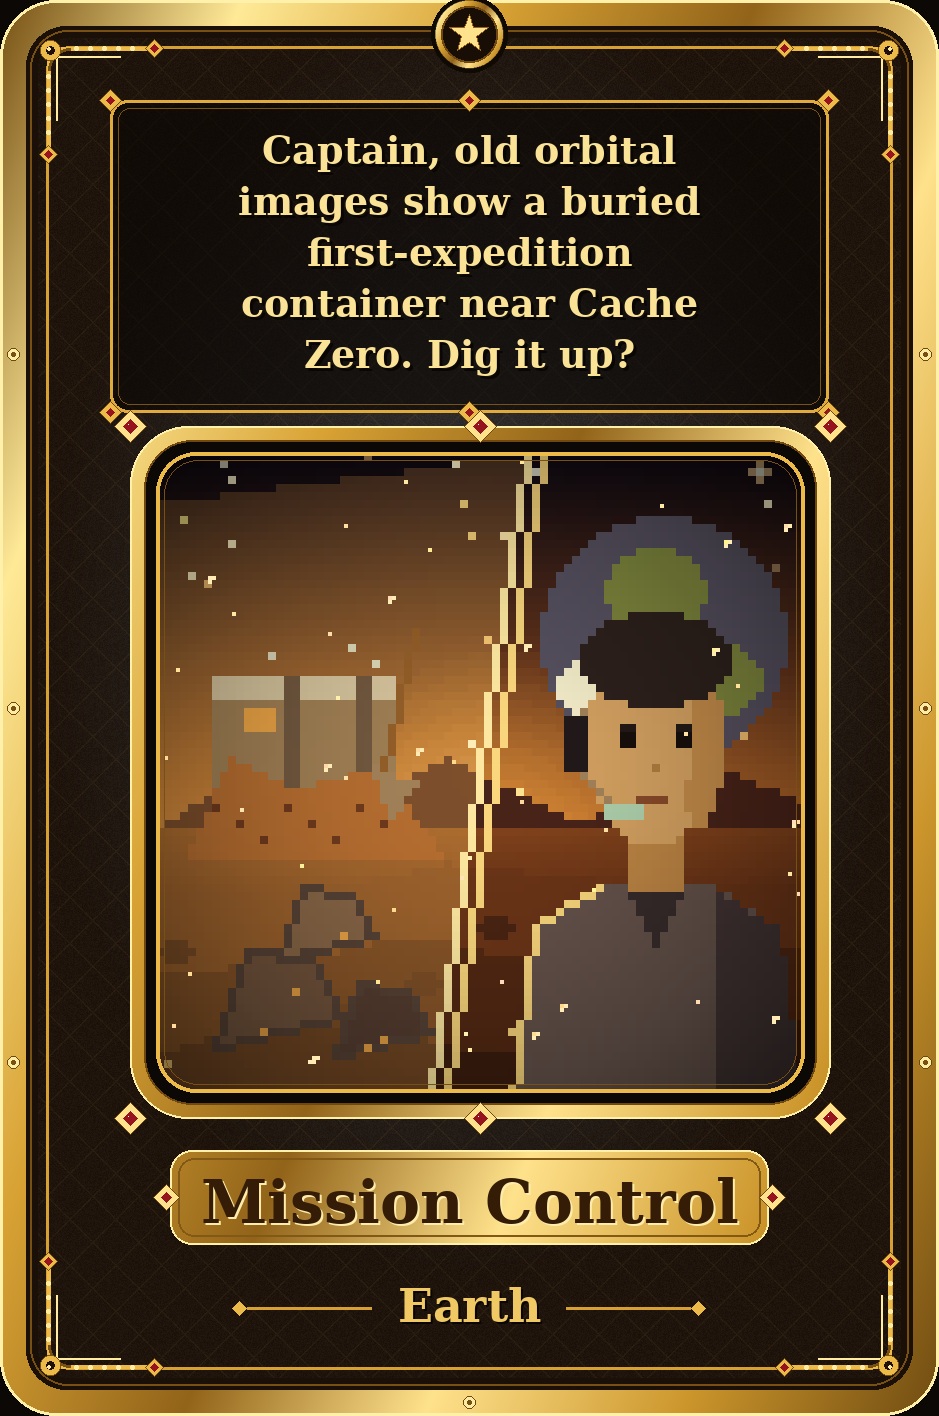 Captain, old orbital
images show a buried
first-expedition
container near Cache
Zero. Dig it up?
Mission Control
Earth